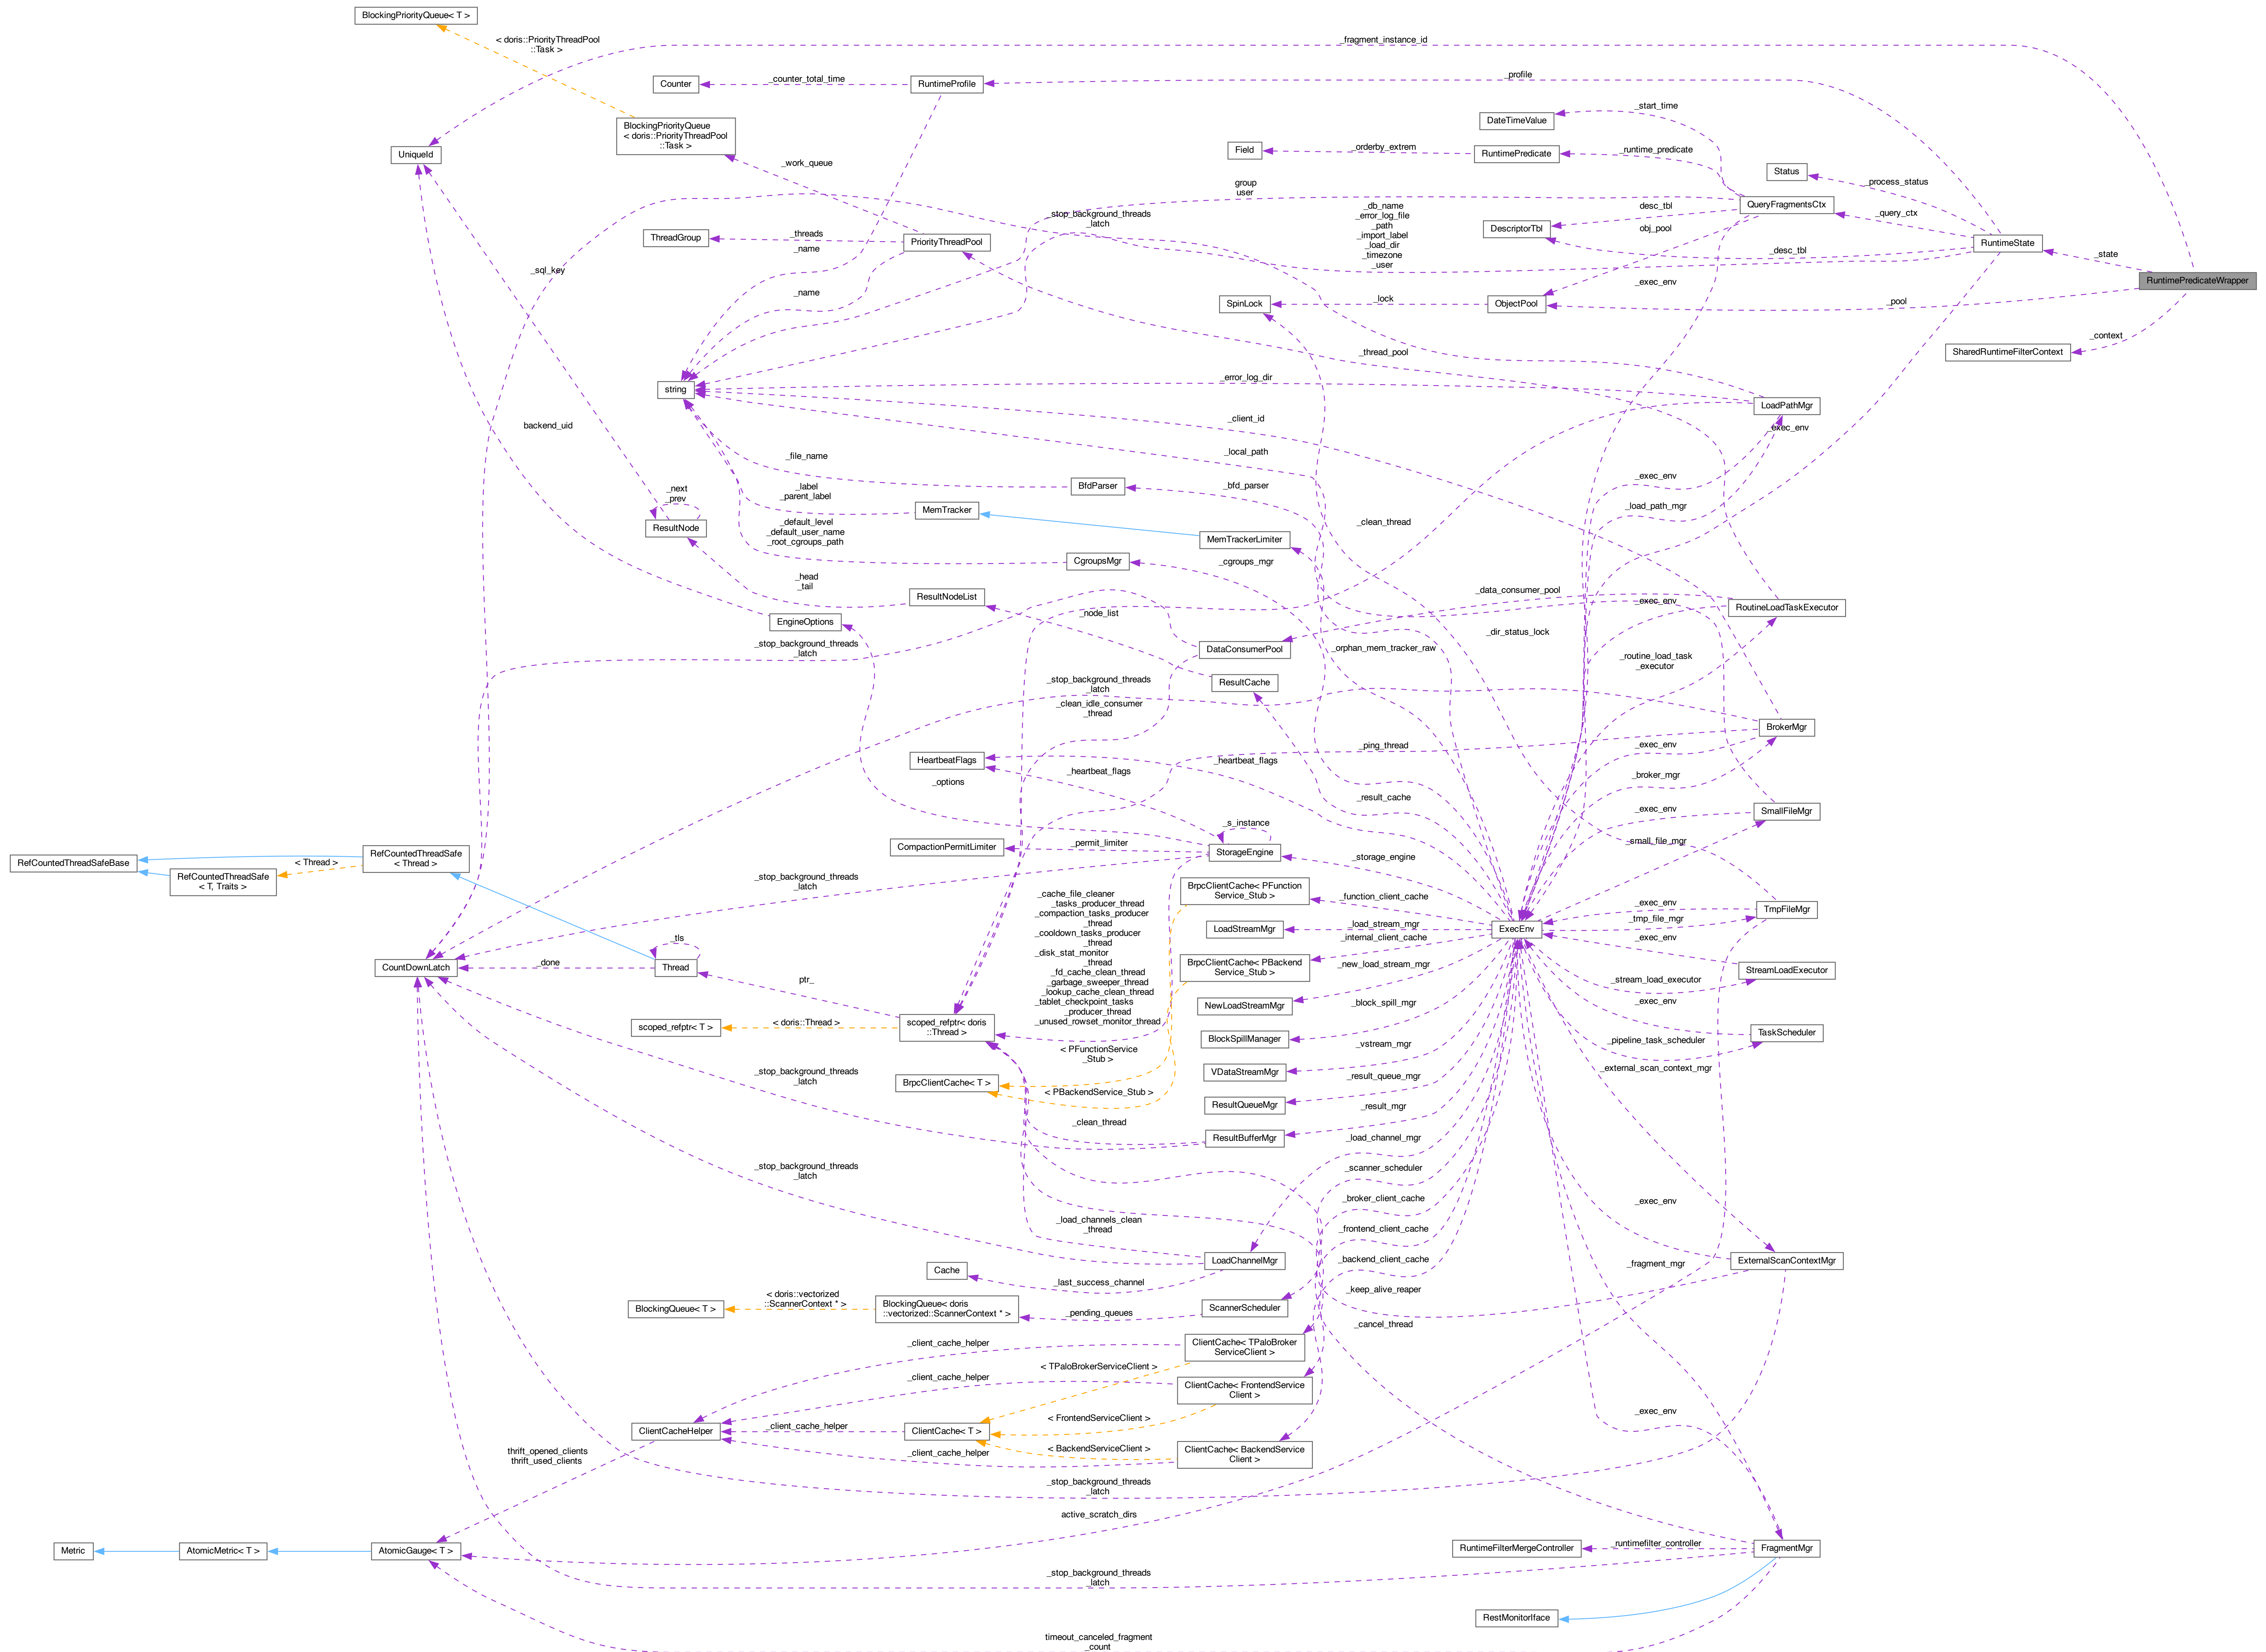 BlockingPriorityQueue< T >
< doris::PriorityThreadPool
::Task >
_fragment_instance_id
Counter
_counter_total_time
RuntimeProfile
_profile
_start_time
DateTimeValue
BlockingPriorityQueue
< doris::PriorityThreadPool
::Task >
UniqueId
_work_queue
Field
_orderby_extrem
RuntimePredicate
_runtime_predicate
Status
_process_status
group
user
QueryFragmentsCtx
_query_ctx
desc_tbl
_stop_background_threads
_latch
_db_name
_error_log_file
_path
_import_label
_load_dir
_timezone
_user
DescriptorTbl
obj_pool
ThreadGroup
_threads
PriorityThreadPool
_name
RuntimeState
_desc_tbl
_state
RuntimePredicateWrapper
_sql_key
_name
_exec_env
SpinLock
_lock
ObjectPool
_pool
_context
SharedRuntimeFilterContext
_thread_pool
string
_error_log_dir
LoadPathMgr
backend_uid
_client_id
_exec_env
_file_name
_local_path
_next
_prev
_label
_parent_label
BfdParser
_bfd_parser
_exec_env
ResultNode
MemTracker
_load_path_mgr
_default_level
_default_user_name
_root_cgroups_path
_clean_thread
MemTrackerLimiter
CgroupsMgr
_cgroups_mgr
_head
_tail
ResultNodeList
_data_consumer_pool
_exec_env
RoutineLoadTaskExecutor
EngineOptions
_node_list
_dir_status_lock
_stop_background_threads
_latch
DataConsumerPool
_orphan_mem_tracker_raw
_routine_load_task
_executor
_stop_background_threads
_latch
ResultCache
_clean_idle_consumer
_thread
BrokerMgr
HeartbeatFlags
_ping_thread
_exec_env
_heartbeat_flags
_heartbeat_flags
_broker_mgr
_options
_result_cache
_exec_env
SmallFileMgr
_s_instance
RefCountedThreadSafeBase
< Thread >
RefCountedThreadSafe
< Thread >
CompactionPermitLimiter
_permit_limiter
StorageEngine
_small_file_mgr
_storage_engine
RefCountedThreadSafe
< T, Traits >
_stop_background_threads
_latch
_cache_file_cleaner
_tasks_producer_thread
_compaction_tasks_producer
_thread
_cooldown_tasks_producer
_thread
_disk_stat_monitor
_thread
_fd_cache_clean_thread
_garbage_sweeper_thread
_lookup_cache_clean_thread
_tablet_checkpoint_tasks
_producer_thread
_unused_rowset_monitor_thread
BrpcClientCache< PFunction
Service_Stub >
_function_client_cache
_exec_env
TmpFileMgr
_tmp_file_mgr
LoadStreamMgr
_load_stream_mgr
ExecEnv
_internal_client_cache
_exec_env
_tls
CountDownLatch
_done
Thread
BrpcClientCache< PBackend
Service_Stub >
_new_load_stream_mgr
StreamLoadExecutor
ptr_
_stream_load_executor
NewLoadStreamMgr
_block_spill_mgr
_exec_env
scoped_refptr< T >
< doris::Thread >
scoped_refptr< doris
::Thread >
BlockSpillManager
TaskScheduler
_vstream_mgr
_pipeline_task_scheduler
< PFunctionService
_Stub >
VDataStreamMgr
_external_scan_context_mgr
_stop_background_threads
_latch
BrpcClientCache< T >
_result_queue_mgr
< PBackendService_Stub >
ResultQueueMgr
_result_mgr
_clean_thread
ResultBufferMgr
_load_channel_mgr
_stop_background_threads
_latch
_scanner_scheduler
_broker_client_cache
_exec_env
_load_channels_clean
_thread
_frontend_client_cache
LoadChannelMgr
_backend_client_cache
ExternalScanContextMgr
_fragment_mgr
Cache
_last_success_channel
_keep_alive_reaper
BlockingQueue< T >
< doris::vectorized
::ScannerContext * >
BlockingQueue< doris
::vectorized::ScannerContext * >
_pending_queues
ScannerScheduler
_cancel_thread
_client_cache_helper
ClientCache< TPaloBroker
ServiceClient >
< TPaloBrokerServiceClient >
_client_cache_helper
ClientCache< FrontendService
Client >
< FrontendServiceClient >
_exec_env
ClientCacheHelper
_client_cache_helper
ClientCache< T >
< BackendServiceClient >
_client_cache_helper
ClientCache< BackendService
Client >
thrift_opened_clients
thrift_used_clients
_stop_background_threads
_latch
active_scratch_dirs
Metric
AtomicMetric< T >
AtomicGauge< T >
RuntimeFilterMergeController
_runtimefilter_controller
FragmentMgr
_stop_background_threads
_latch
RestMonitorIface
timeout_canceled_fragment
_count